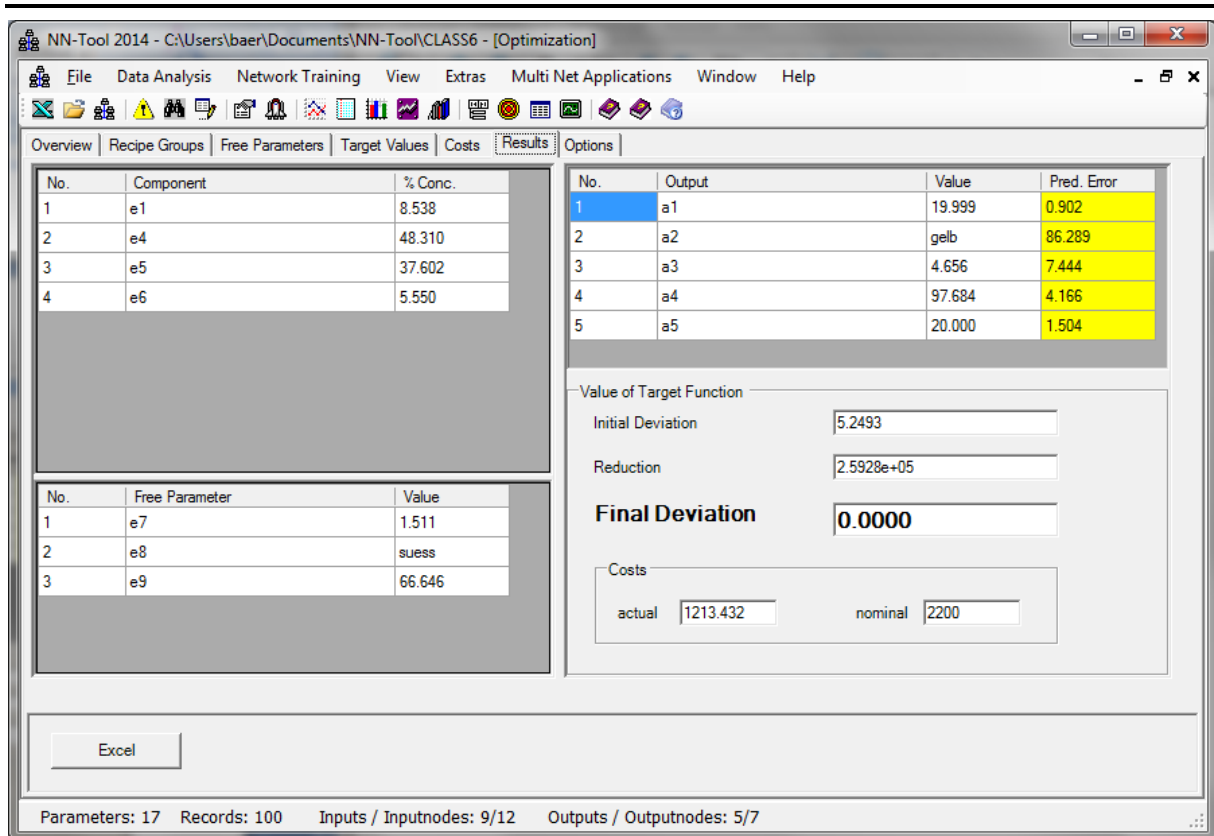 NN-Tool 2014 - C:\Users\baer\Documents\NN-Tool\CLASS6 - [Optimization]
File Data Analysis Network Training View Extras Multi Net Applications Window Help
Overview Recipe Groups Free Parameters Target Values Costs Results Options
No. Component % Conc.
1 e1 8.538
2 e4 48.310
3 e5 37.602
4 e6 5.550
No. Free Parameter Value
1 e7 1.511
2 e8 suess
3 e9 66.646
No. Output Value Pred. Error
1 a1 19.999 0.902
2 a2 gelb 86.289
3 a3 4.656 7.444
4 a4 97.684 4.166
5 a5 20.000 1.504
Value of Target Function
Initial Deviation 5.2493
Reduction 2.5928e+05
Final Deviation 0.0000
Costs
actual 1213.432 nominal 2200
Excel
Parameters: 17 Records: 100 Inputs / Inputnodes: 9/12 Outputs / Outputnodes: 5/7